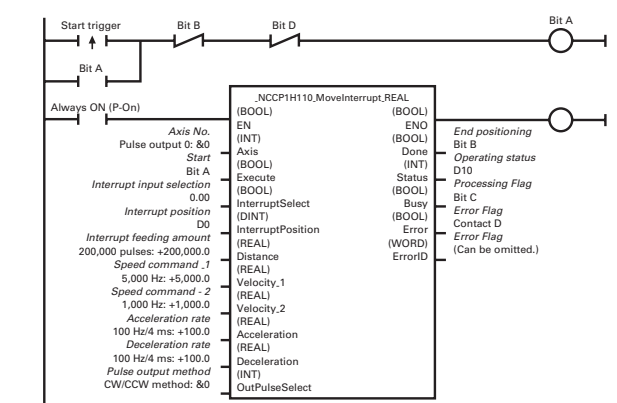 Start trigger Bit B Bit D Bit A
Bit A
Always ON (P-On)
_NCCP1H110_MoveInterrupt_REAL
(BOOL) (BOOL)
EN ENO
Axis No. (INT) (BOOL) End positioning
Pulse output 0: &0 Axis Done Bit B
Start (BOOL) (INT) Operating status
Bit A Execute Status D10
Interrupt input selection (BOOL) (BOOL) Processing Flag
0.00 InterruptSelect Busy Bit C
Interrupt position (DINT) (BOOL) Error Flag
D0 InterruptPosition Error Contact D
Interrupt feeding amount (REAL) (WORD) Error Flag
200,000 pulses: +200,000.0 Distance ErrorID (Can be omitted.)
Speed command _1 (REAL)
5,000 Hz: +5,000.0 Velocity_1
Speed command - 2 (REAL)
1,000 Hz: +1,000.0 Velocity_2
Acceleration rate (REAL)
100 Hz/4 ms: +100.0 Acceleration
Deceleration rate (REAL)
100 Hz/4 ms: +100.0 Deceleration
Pulse output method (INT)
CW/CCW method: &0 OutPulseSelect